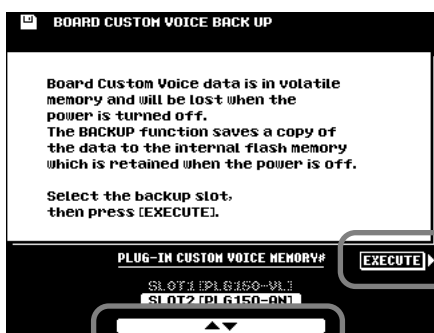 BOARD CUSTOM VOICE BACK UP
Board Custom Voice data is in volatile
memory and will be lost when the
power is turned off.
The BACKUP function saves a copy of
the data to the internal flash memory
which is retained when the power is off.
Select the backup slot,
then press [EXECUTE].
PLUG-IN CUSTOM VOICE MEMORY#
EXECUTE
SLOT1 [PLG150-VL]
SLOT2 [PLG150-AN]